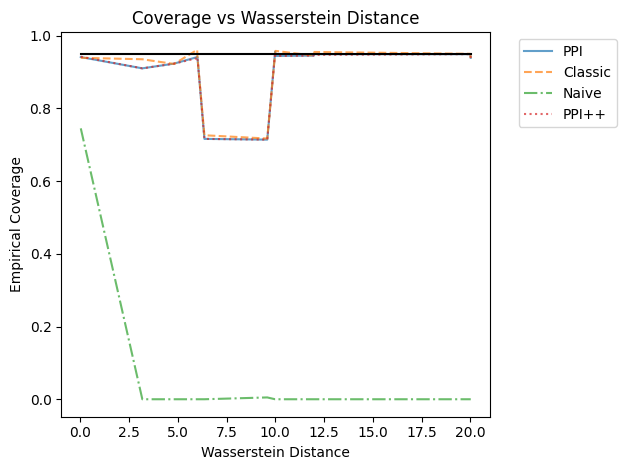 Coverage vs Wasserstein Distance
1.0
0.8
0.6
0.4
0.2
0.0
Empirical Coverage
0.0 2.5 5.0 7.5 10.0 12.5 15.0 17.5 20.0
Wasserstein Distance
PPI
Classic
Naive
PPI++